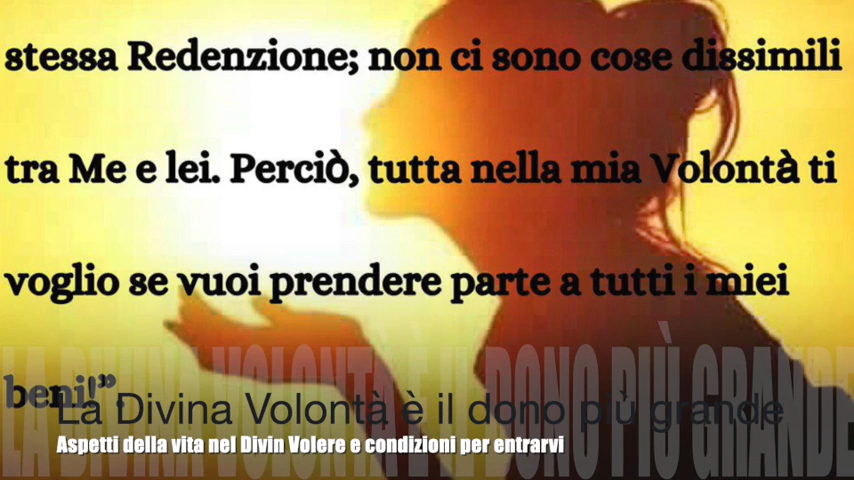 stessa Redenzione; non ci sono cose dissimili
tra Me e lei. Perciò, tutta nella mia Volontà ti
voglio se vuoi prendere parte a tutti i miei
beni!”.
LA DIVINA VOLONTÀ È IL DONO PIÙ GRANDE
La Divina Volontà è il dono più grande
Aspetti della vita nel Divin Volere e condizioni per entrarvi